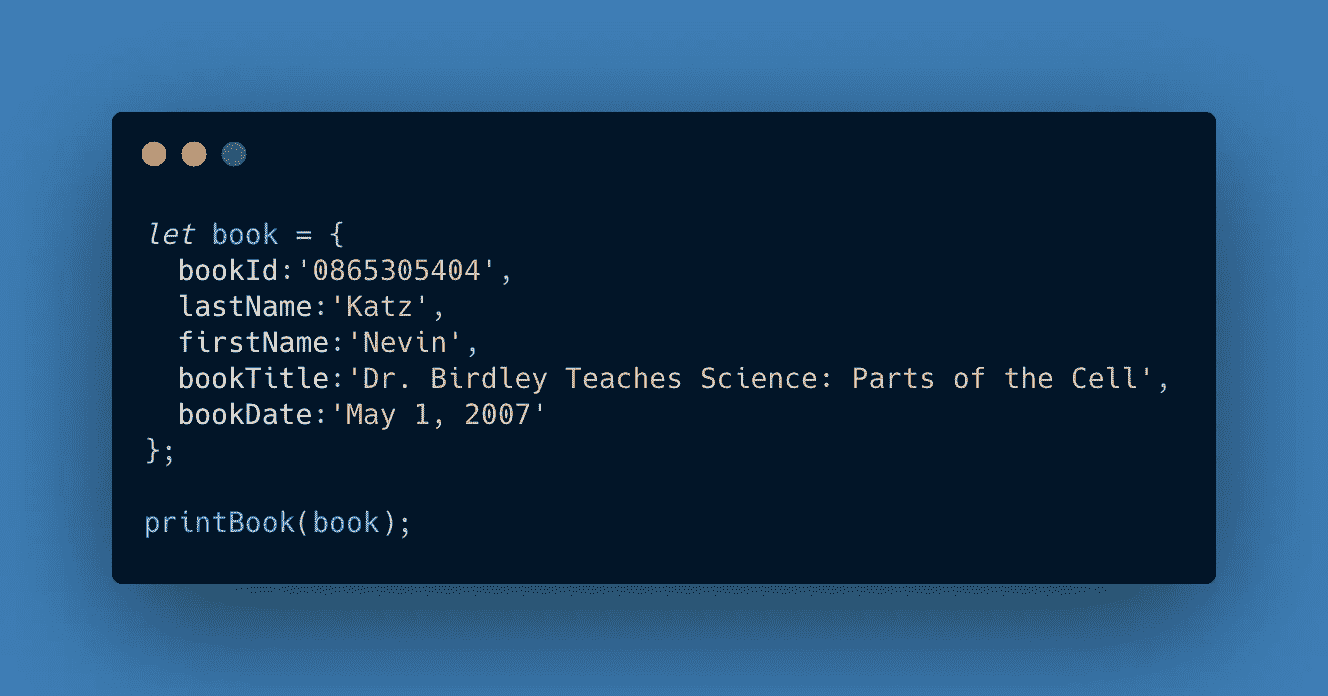 let book = {
  bookId:'0865305404',
  lastName:'Katz',
  firstName:'Nevin',
  bookTitle:'Dr. Birdley Teaches Science: Parts of the Cell',
  bookDate:'May 1, 2007'
};
printBook(book);